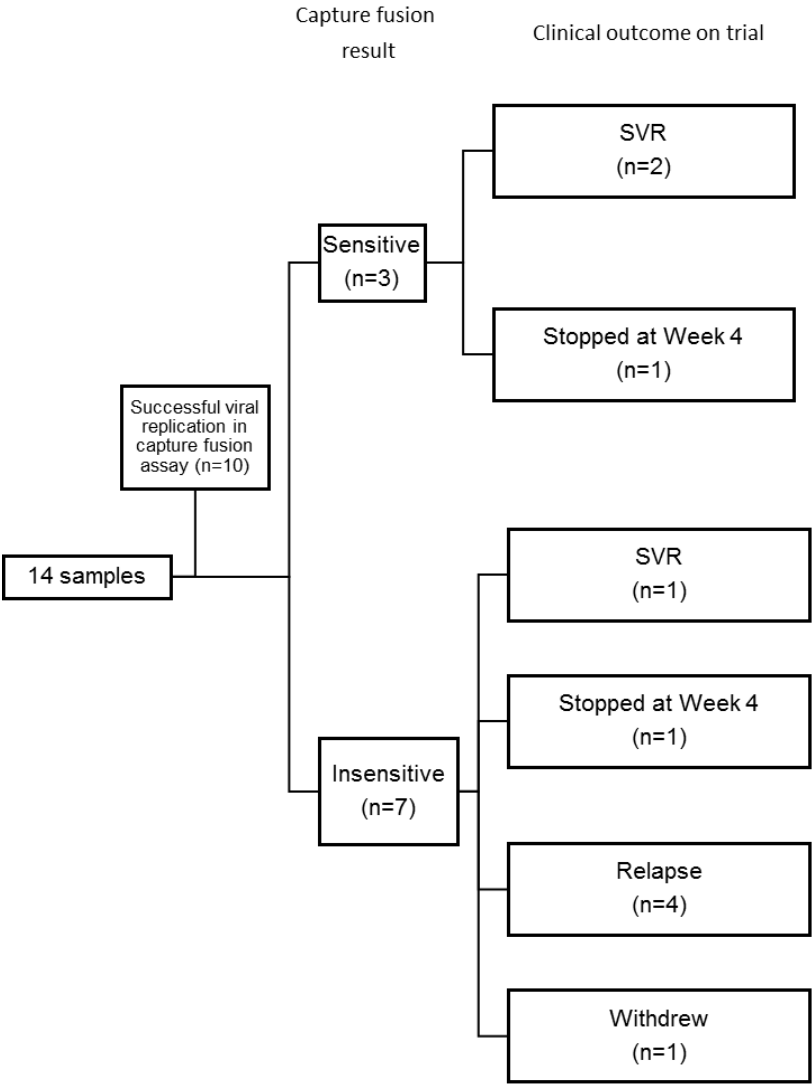 Capture fusion
result
Clinical outcome on trial
SVR
(n=2)
Sensitive
(n=3)
Stopped at Week 4
(n=1)
Successful viral
replication in
capture fusion
assay (n=10)
14 samples
SVR
(n=1)
Stopped at Week 4
(n=1)
Insensitive
(n=7)
Relapse
(n=4)
Withdrew
(n=1)